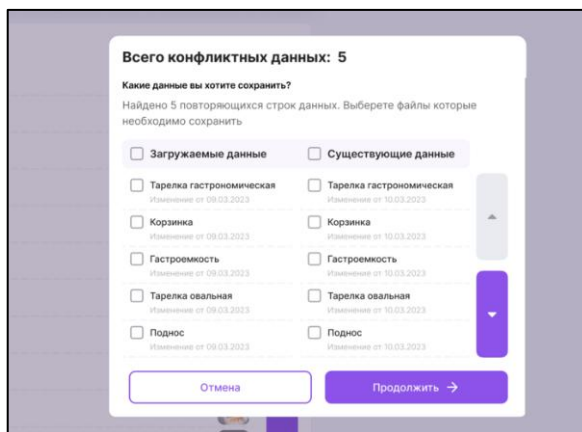 Всего конфликтных данных: 5
Какие данные вы хотите сохранить?
Найдено 5 повторяющихся строк данных. Выберете файлы которые
необходимо сохранить
Загружаемые данные Существующие данные
Тарелка гастрономическая Тарелка гастрономическая
Изменение от 09.03.2023 Изменение от 10.03.2023
Корзинка Корзинка
Изменение от 09.03.2023 Изменение от 10.03.2023
Гастроемкость Гастроемкость
Изменение от 09.03.2023 Изменение от 10.03.2023
Тарелка овальная Тарелка овальная
Изменение от 09.03.2023 Изменение от 10.03.2023
Поднос Поднос
Изменение от 09.03.2023 Изменение от 10.03.2023
Отмена Продолжить →